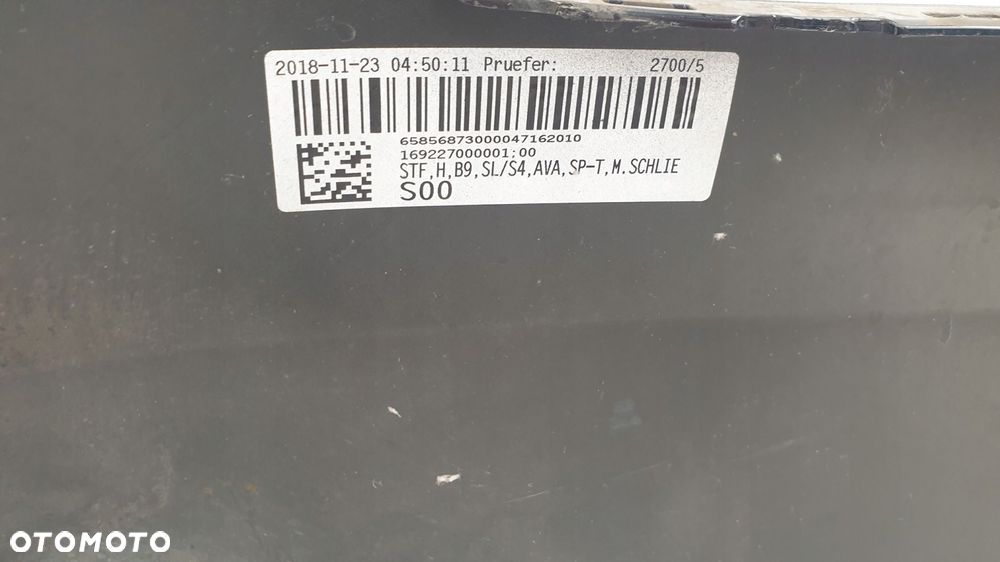 2018-11-23 04:50:11 Pruefer: 2700/5
65856873000047162010
169227000001;00
STF,H,B9,SL/S4,AVA,SP-T,M.SCHLIE
S00
OTOMOTO